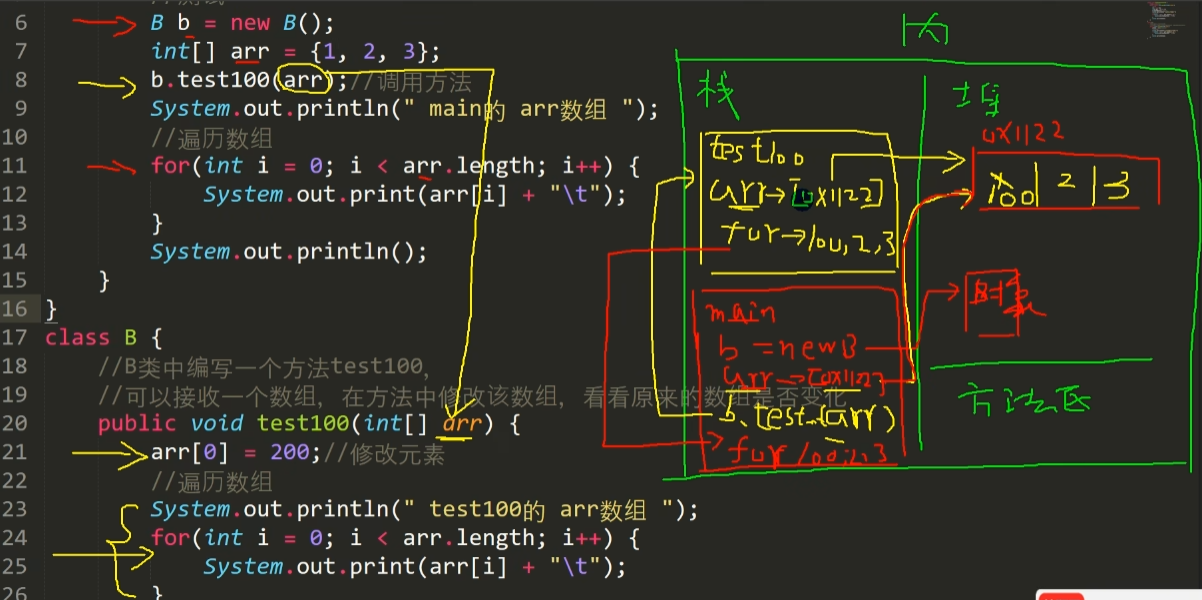 6 B b = new B();
7 int[] arr = {1, 2, 3};
8 b.test100(arr);//调用方法
9 System.out.println(" main的 arr数组 ");
10 //遍历数组
11 for(int i = 0; i < arr.length; i++) {
12 System.out.print(arr[i] + "\t");
13 }
14 System.out.println();
15 }
16 }
17 class B {
18 //B类中编写一个方法test100,
19 //可以接收一个数组, 在方法中修改该数组, 看看原来的数组是否变化
20 public void test100(int[] arr) {
21 arr[0] = 200;//修改元素
22 //遍历数组
23 System.out.println(" test100的 arr数组 ");
24 for(int i = 0; i < arr.length; i++) {
25 System.out.print(arr[i] + "\t");
26 }
栈
test100
arr→[0x1122]
for→100,2,3
main
b =new B
arr→[0x1122]
b.test(arr)
for 100,2,3
堆
0x1122
2 3
方法区